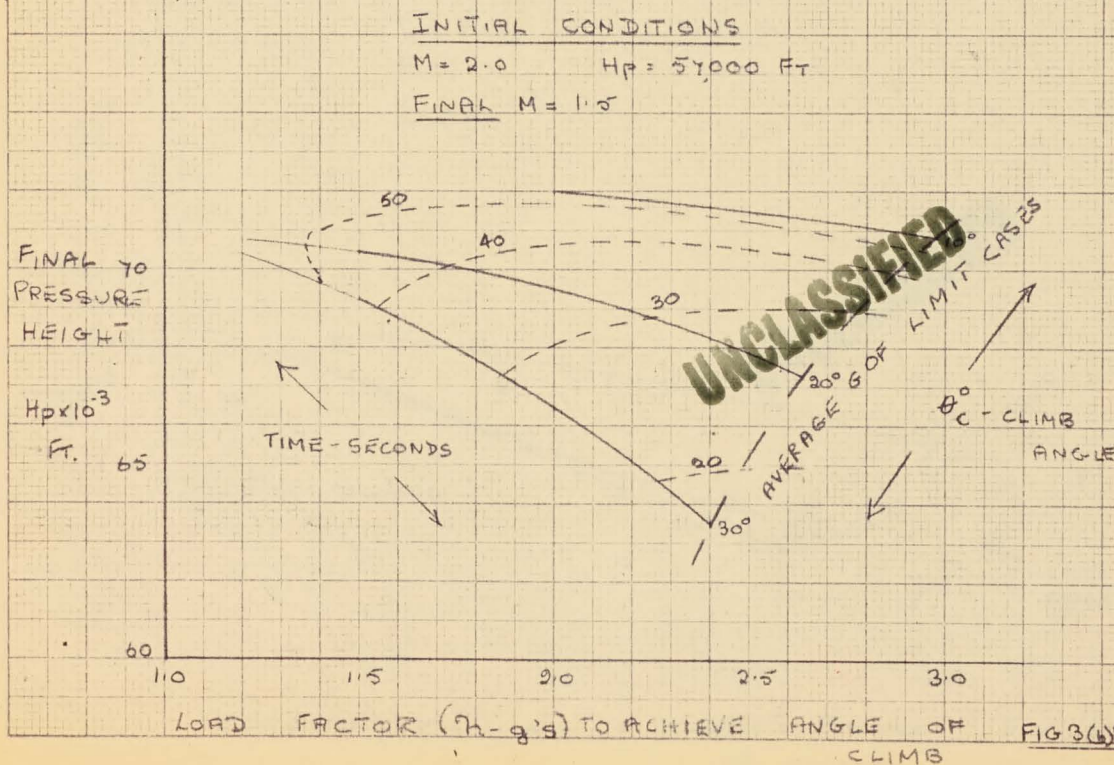 INITIAL CONDITIONS
M = 2.0 Hp = 57,000 FT
FINAL M = 1.5
50
40
30
20
10°
20°
30°
UNCLASSIFIED
AVERAGE G OF LIMIT CASES
θc° - CLIMB
ANGLE
TIME - SECONDS
FINAL
PRESSURE
HEIGHT
Hp x 10-3
FT.
70
65
60
1.0 1.5 2.0 2.5 3.0
LOAD FACTOR (n-g's) TO ACHIEVE ANGLE OF
CLIMB
FIG 3(b)